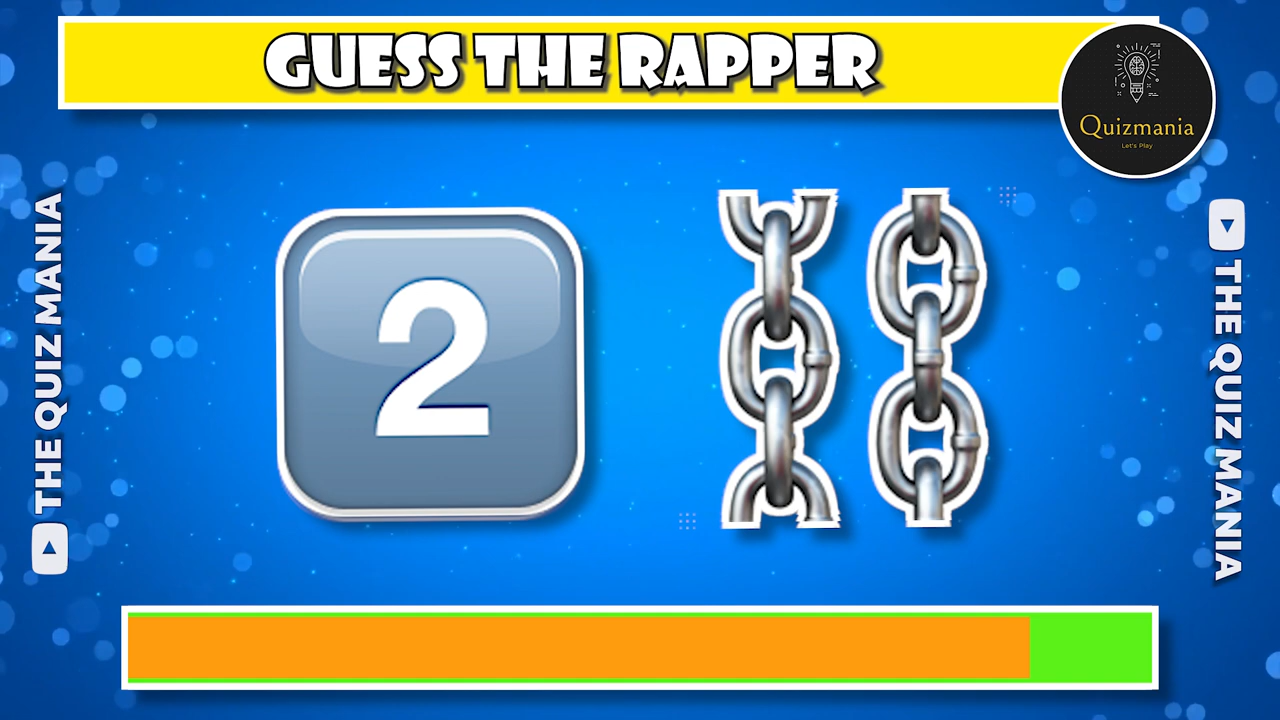 GUESS THE RAPPER
Quizmania
Let's Play
THE QUIZ MANIA
2
THE QUIZ MANIA